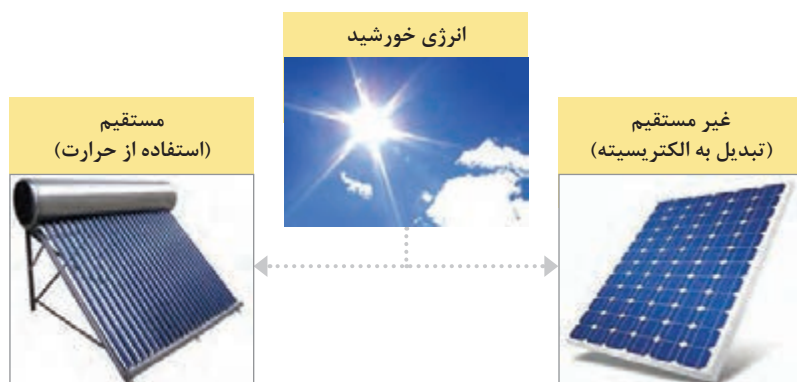 انرژی خورشید
غیر مستقیم
(تبدیل به الکتریسیته)
مستقیم
(استفاده از حرارت)